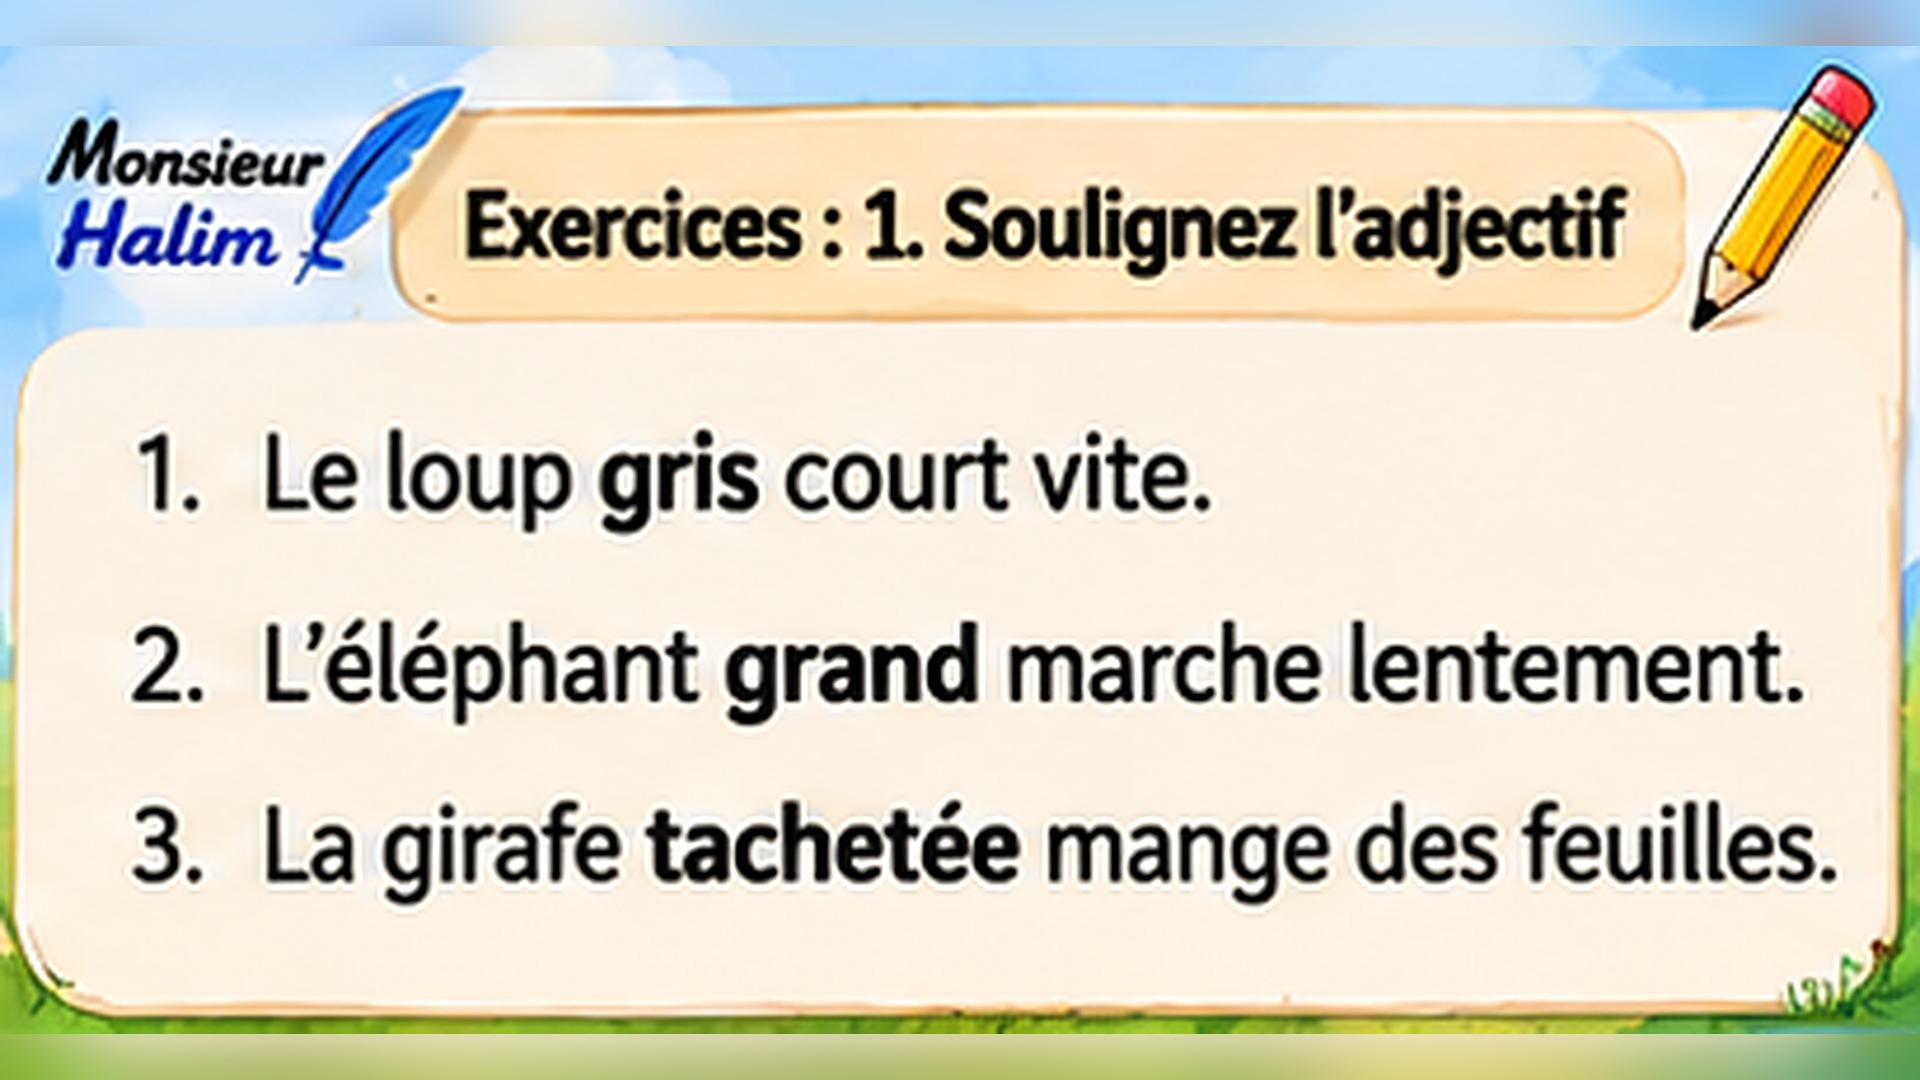 Monsieur
Halim
Exercices : 1. Soulignez l’adjectif
1. Le loup gris court vite.
2. L’éléphant grand marche lentement.
3. La girafe tachetée mange des feuilles.